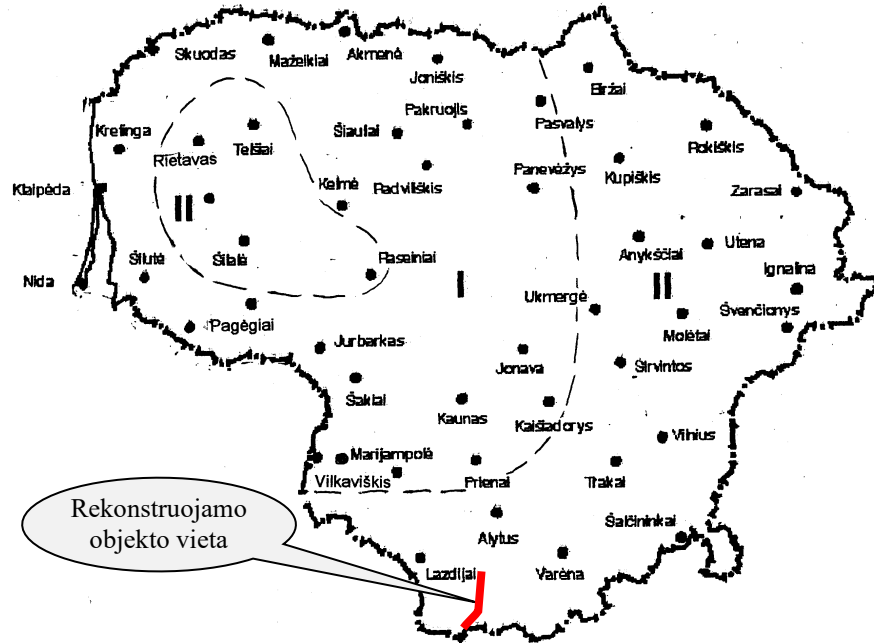 Skuodas
Mažeikiai
Akmenė
Joniškis
Biržai
Pakruojis
Pasvalys
Kretinga
Rietavas
Telšiai
Šiauliai
Rokiškis
Radviliškis
Panevėžys
Kupiškis
Kelmė
Klaipėda
Zarasai
II
Anykščiai
Utena
Šilutė
Šilalė
Raseiniai
Nida
I
II
Ignalina
Ukmergė
Pagėgiai
Molėtai
Švenčionys
Jurbarkas
Jonava
Širvintos
Šakiai
Kaunas
Kaišiadorys
Vilnius
Marijampolė
Vilkaviškis
Prienai
Trakai
Rekonstruojamo
objekto vieta
Alytus
Šalčininkai
Lazdijai
Varėna